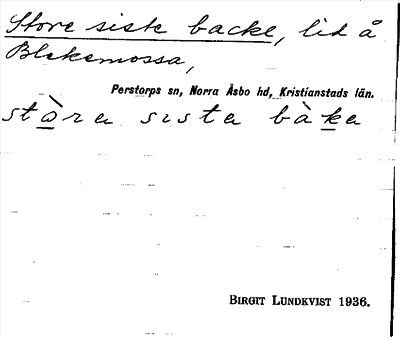 Store siste backe, lid å
Blekemossa,
Perstorps sn, Norra Åsbo hd, Kristianstads län.
stòra sista bàka
BIRGIT LUNDKVIST 1936.